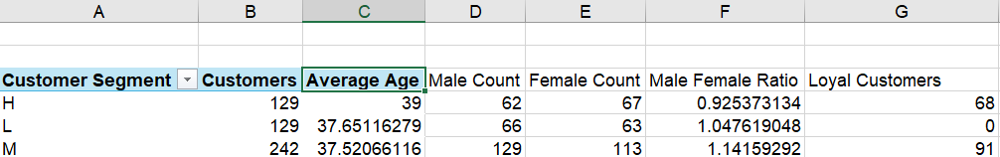 A B C D E F G
Customer Segment Customers Average Age Male Count Female Count Male Female Ratio Loyal Customers
H 129 39 62 67 0.925373134 68
L 129 37.65116279 66 63 1.047619048 0
M 242 37.52066116 129 113 1.14159292 91